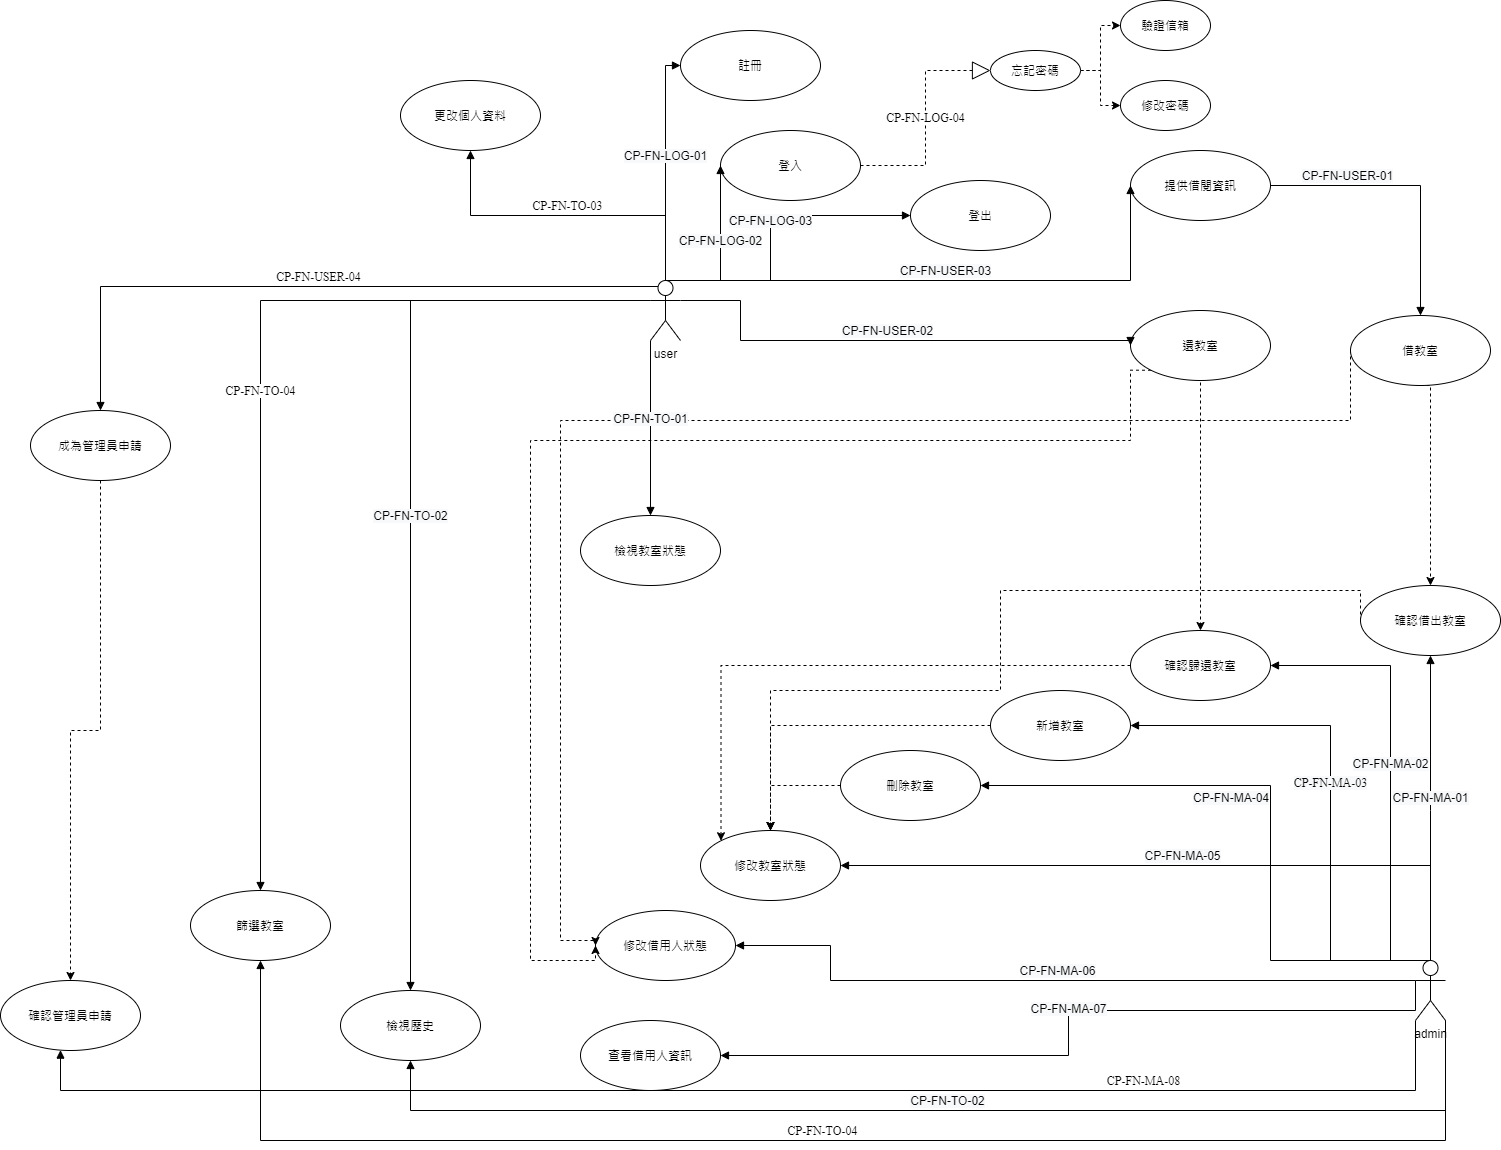 驗證信箱
註冊
忘記密碼
更改個人資料
修改密碼
CP-FN-LOG-04
CP-FN-LOG-01
登入
CP-FN-USER-01
提供借閱資訊
CP-FN-TO-03
CP-FN-LOG-03
登出
CP-FN-LOG-02
CP-FN-USER-04
CP-FN-USER-03
CP-FN-USER-02
還教室
借教室
user
CP-FN-TO-04
CP-FN-TO-01
成為管理員申請
CP-FN-TO-02
檢視教室狀態
確認借出教室
確認歸還教室
新增教室
CP-FN-MA-02
CP-FN-MA-03
刪除教室
CP-FN-MA-04
CP-FN-MA-01
CP-FN-MA-05
修改教室狀態
篩選教室
修改借用人狀態
CP-FN-MA-06
CP-FN-MA-07
確認管理員申請
檢視歷史
admin
查看借用人資訊
CP-FN-MA-08
CP-FN-TO-02
CP-FN-TO-04